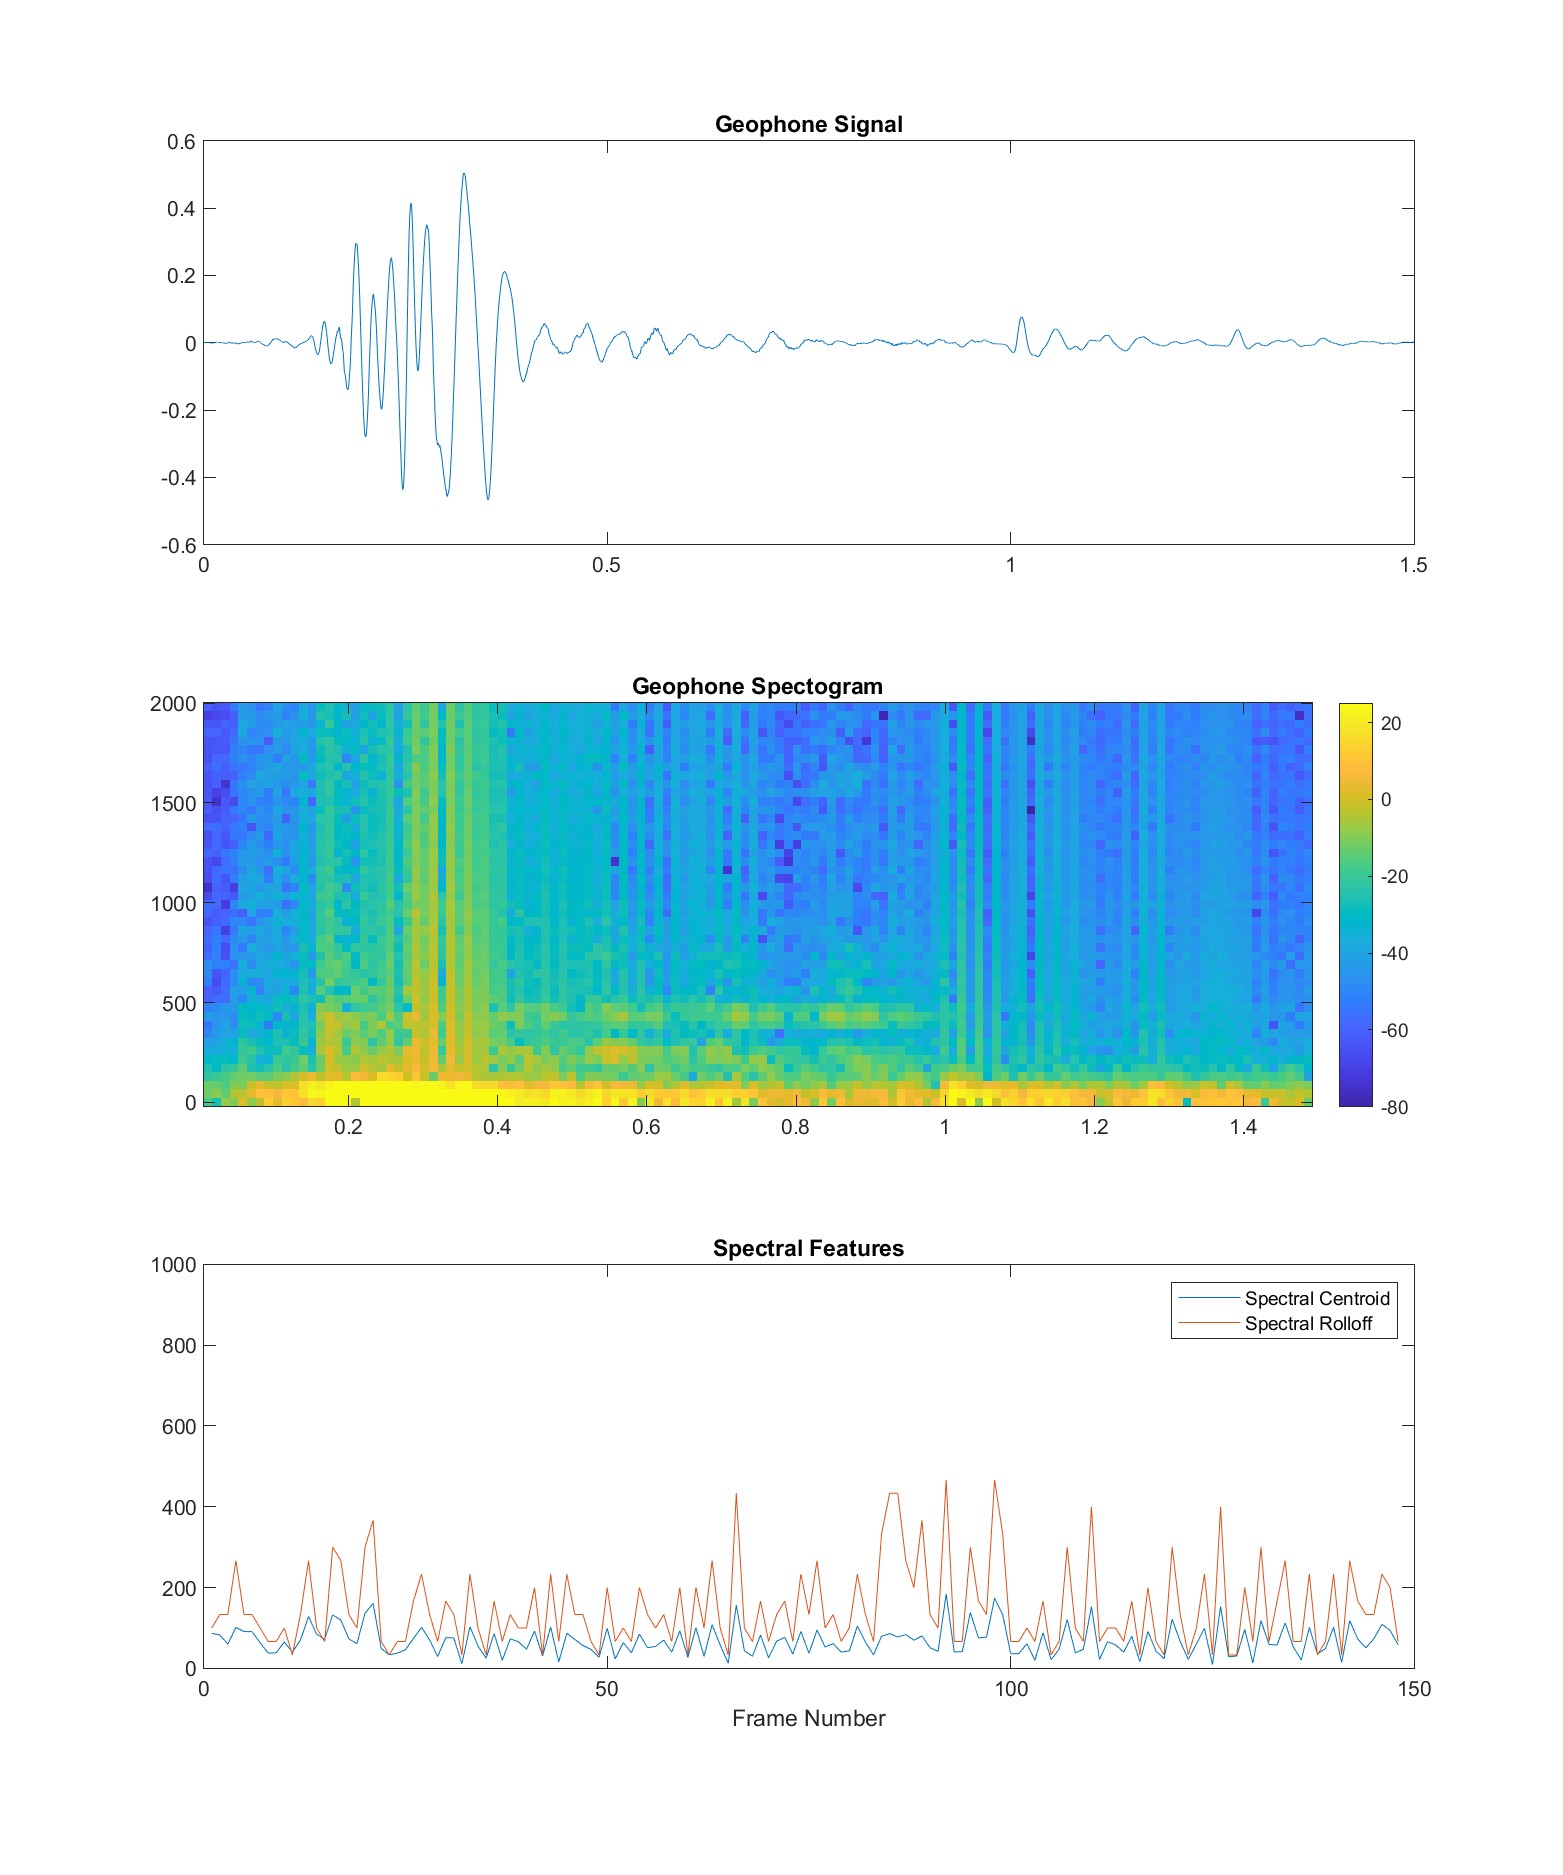 Geophone Signal
0.6
0.4
0.2
0
-0.2
-0.4
-0.6
0 0.5 1 1.5
Geophone Spectogram
2000
1500
1000
500
0
20
0
-20
-40
-60
-80
0.2 0.4 0.6 0.8 1 1.2 1.4
Spectral Features
1000
800
600
400
200
0
Spectral Centroid
Spectral Rolloff
0 50 100 150
Frame Number